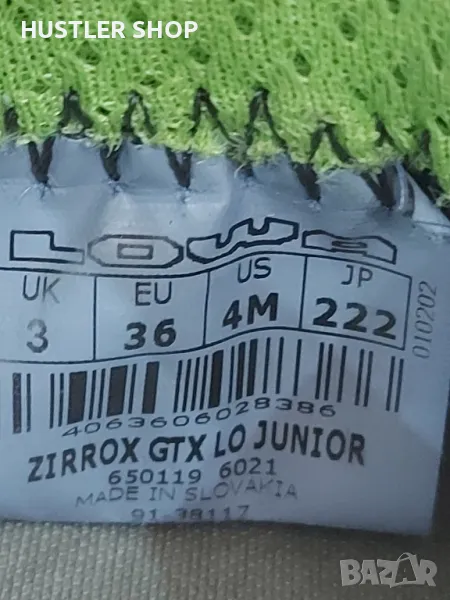 HUSTLER SHOP
LOWA
UK EU US JP
3 36 4M 222
010202
4063606028386
ZIRROX GTX LO JUNIOR
650119 6021
MADE IN SLOVAKIA
91-38117
BAZAR